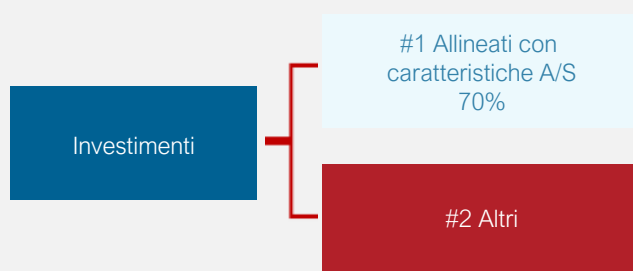 #1 Allineati con
caratteristiche A/S
70%
Investimenti
#2 Altri